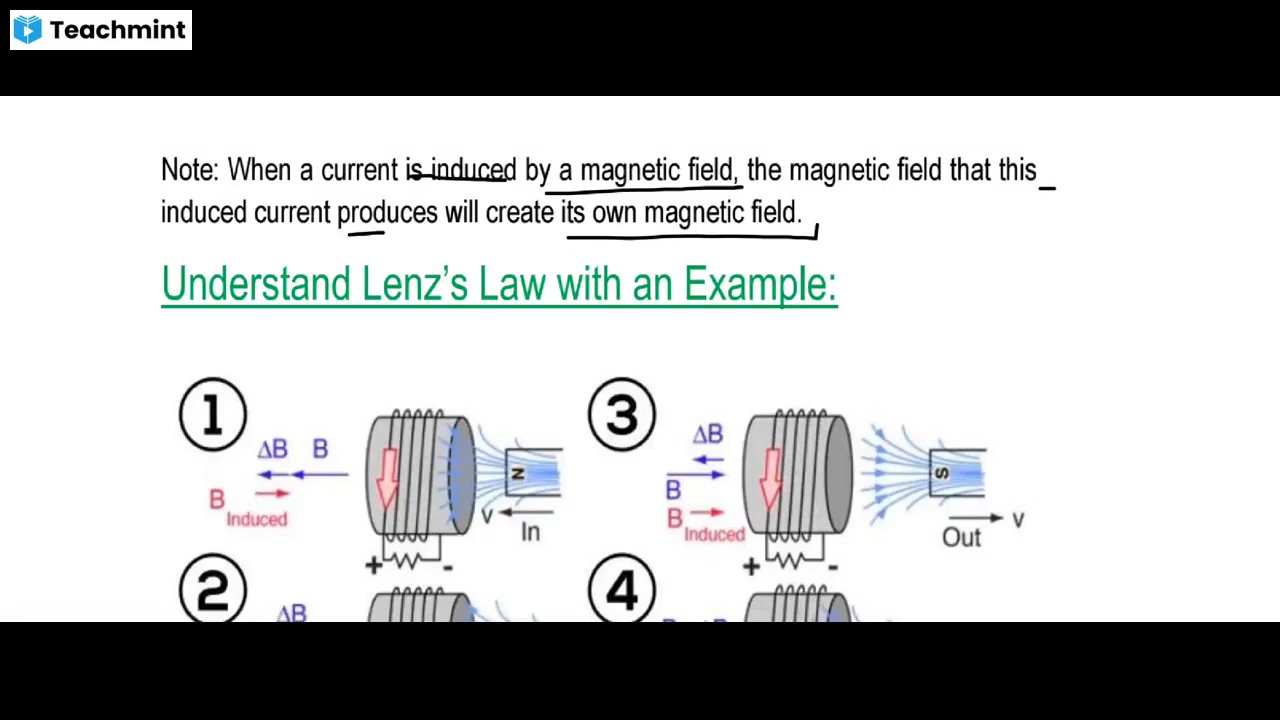 Teachmint
Note: When a current is induced by a magnetic field, the magnetic field that this
induced current produces will create its own magnetic field.
Understand Lenz's Law with an Example:
1
ΔB B
B Induced
N
v
In
+ -
3
ΔB
B
B Induced
S
v
Out
+ -
2
ΔB
4